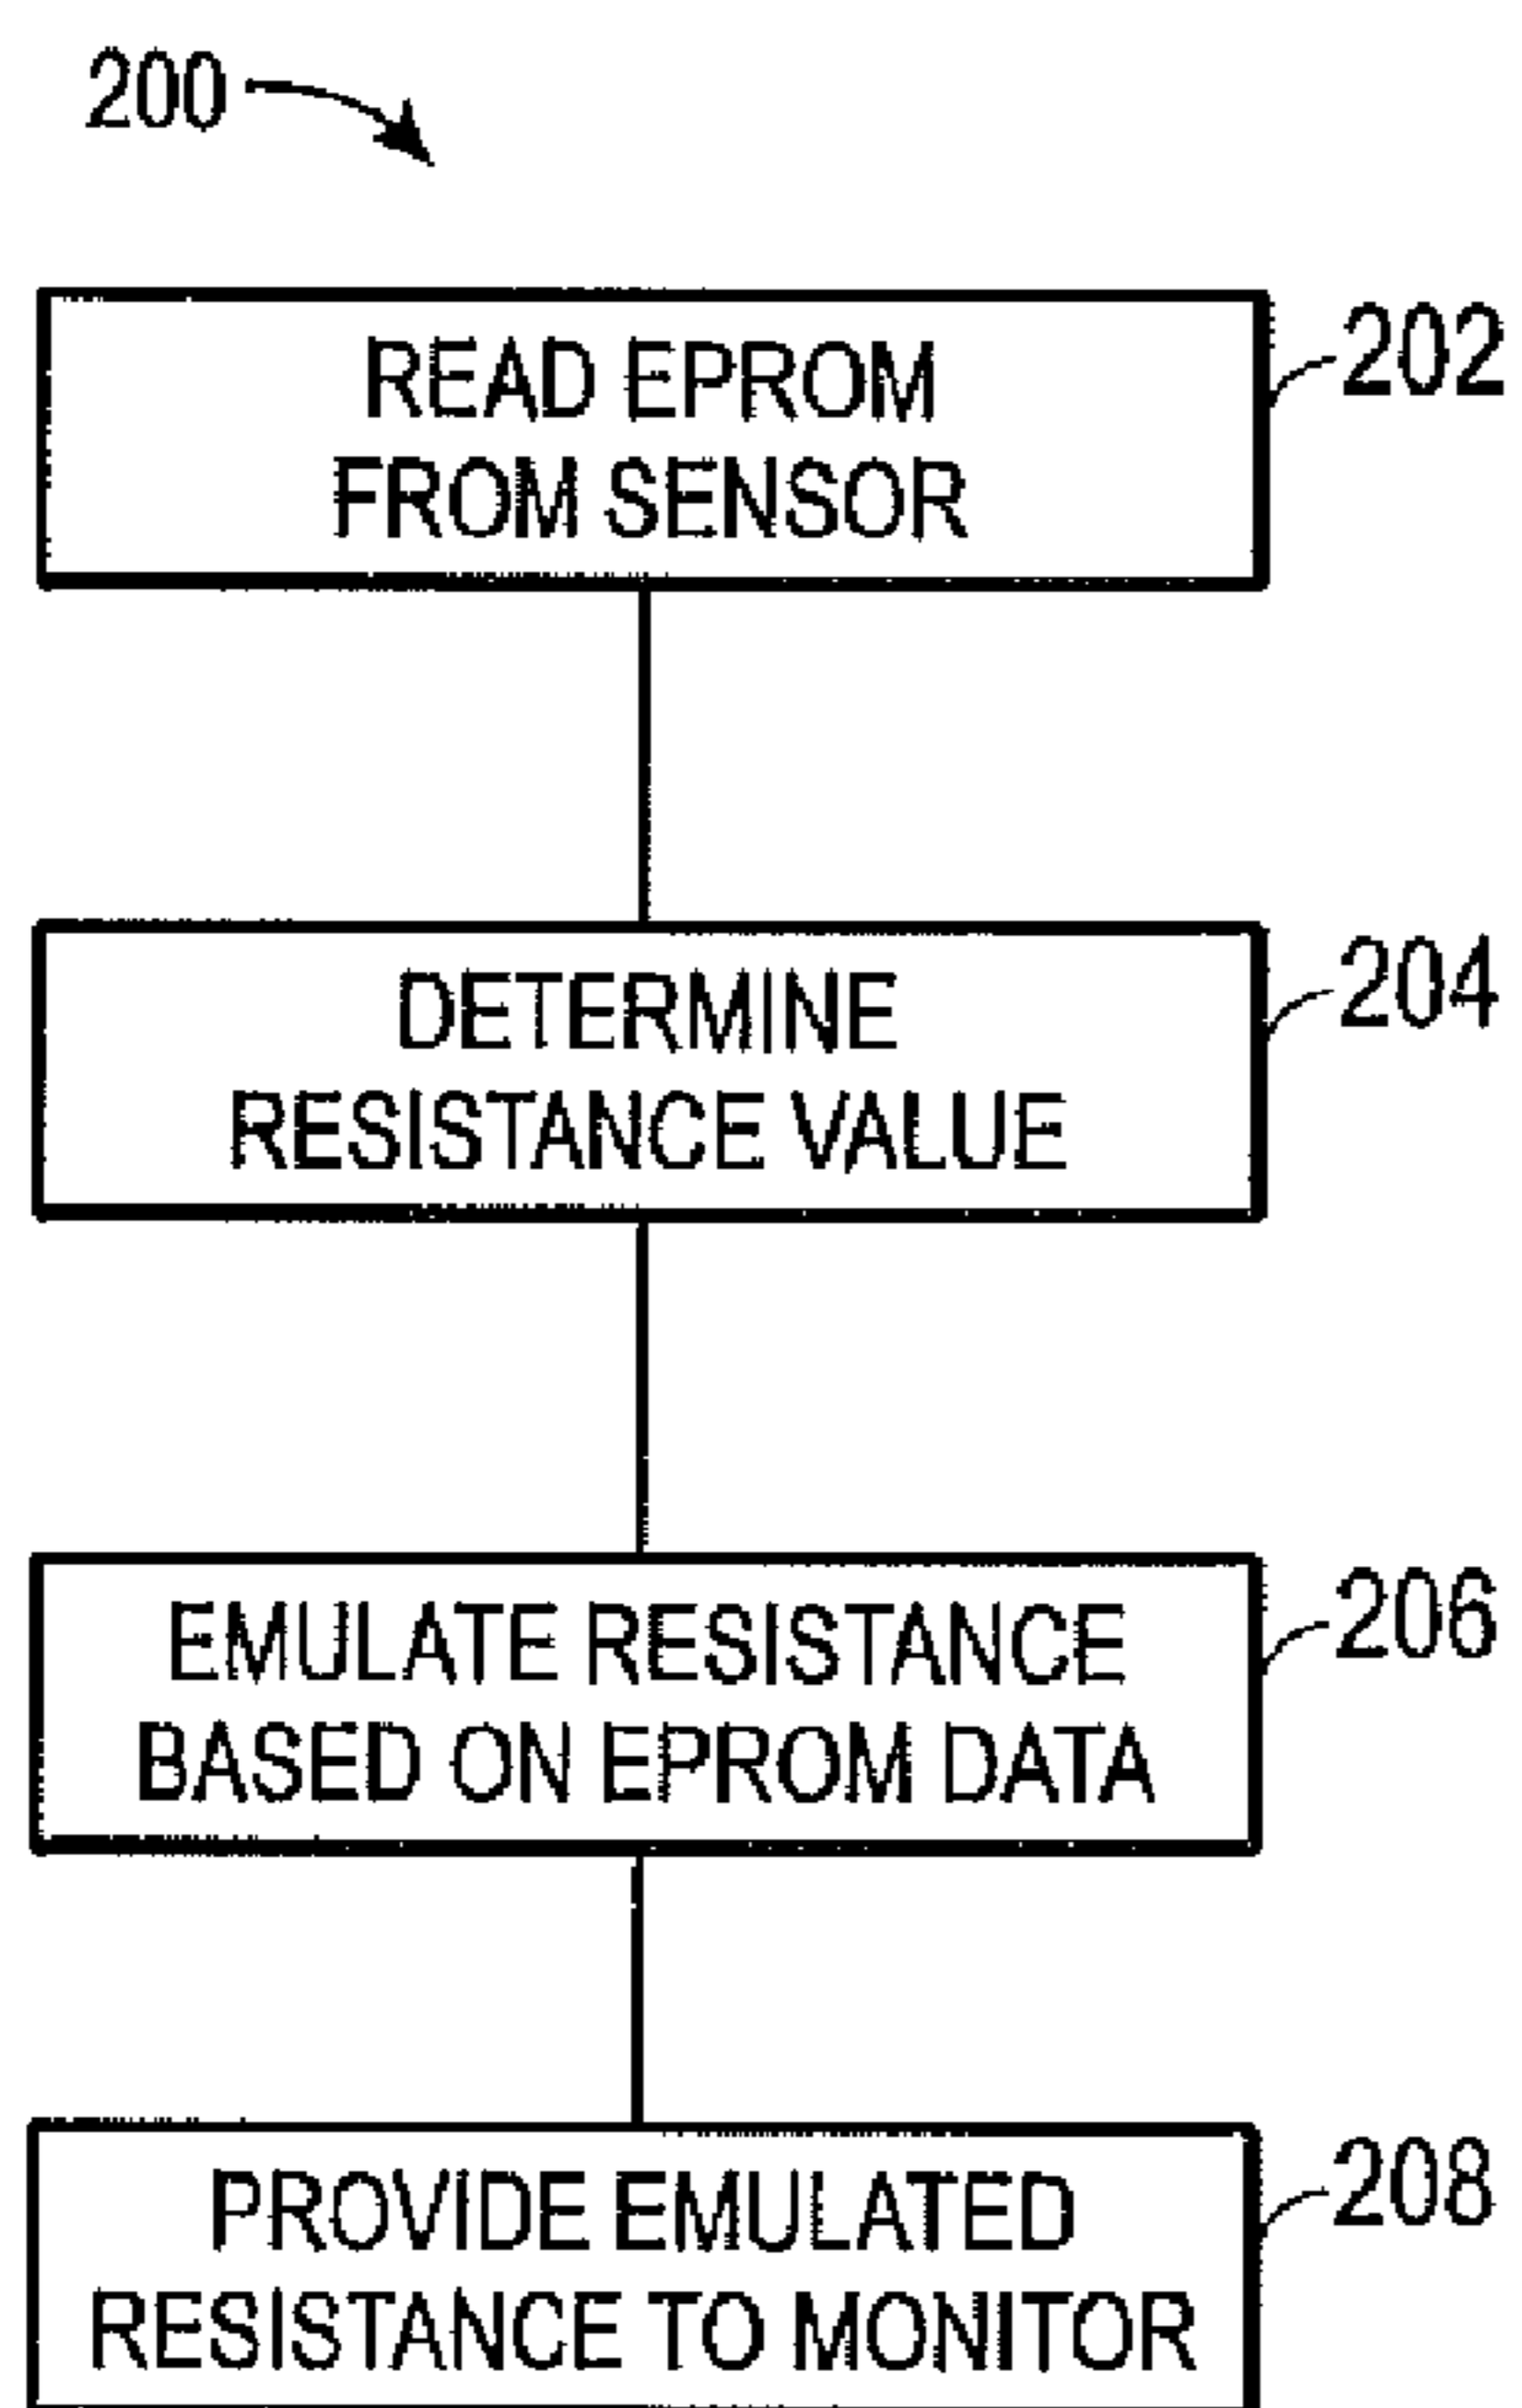 200
READ EPROM
FROM SENSOR
202
DETERMINE
RESISTANCE VALUE
204
EMULATE RESISTANCE
BASED ON EPROM DATA
206
PROVIDE EMULATED
RESISTANCE TO MONITOR
208